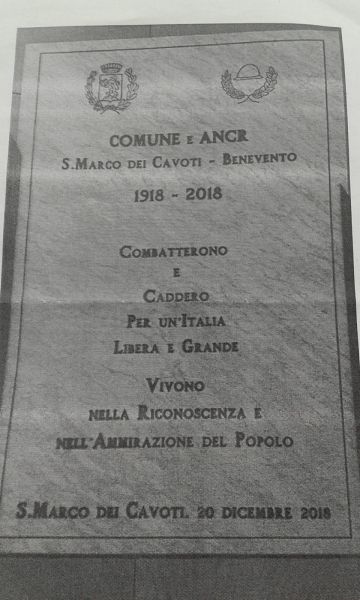 COMUNE E ANCR
S.MARCO DEI CAVOTI - BENEVENTO
1918 - 2018
COMBATTERONO
E
CADDERO
PER UN'ITALIA
LIBERA E GRANDE
VIVONO
NELLA RICONOSCENZA E
NELL'AMMIRAZIONE DEL POPOLO
S.MARCO DEI CAVOTI. 20 DICEMBRE 2018